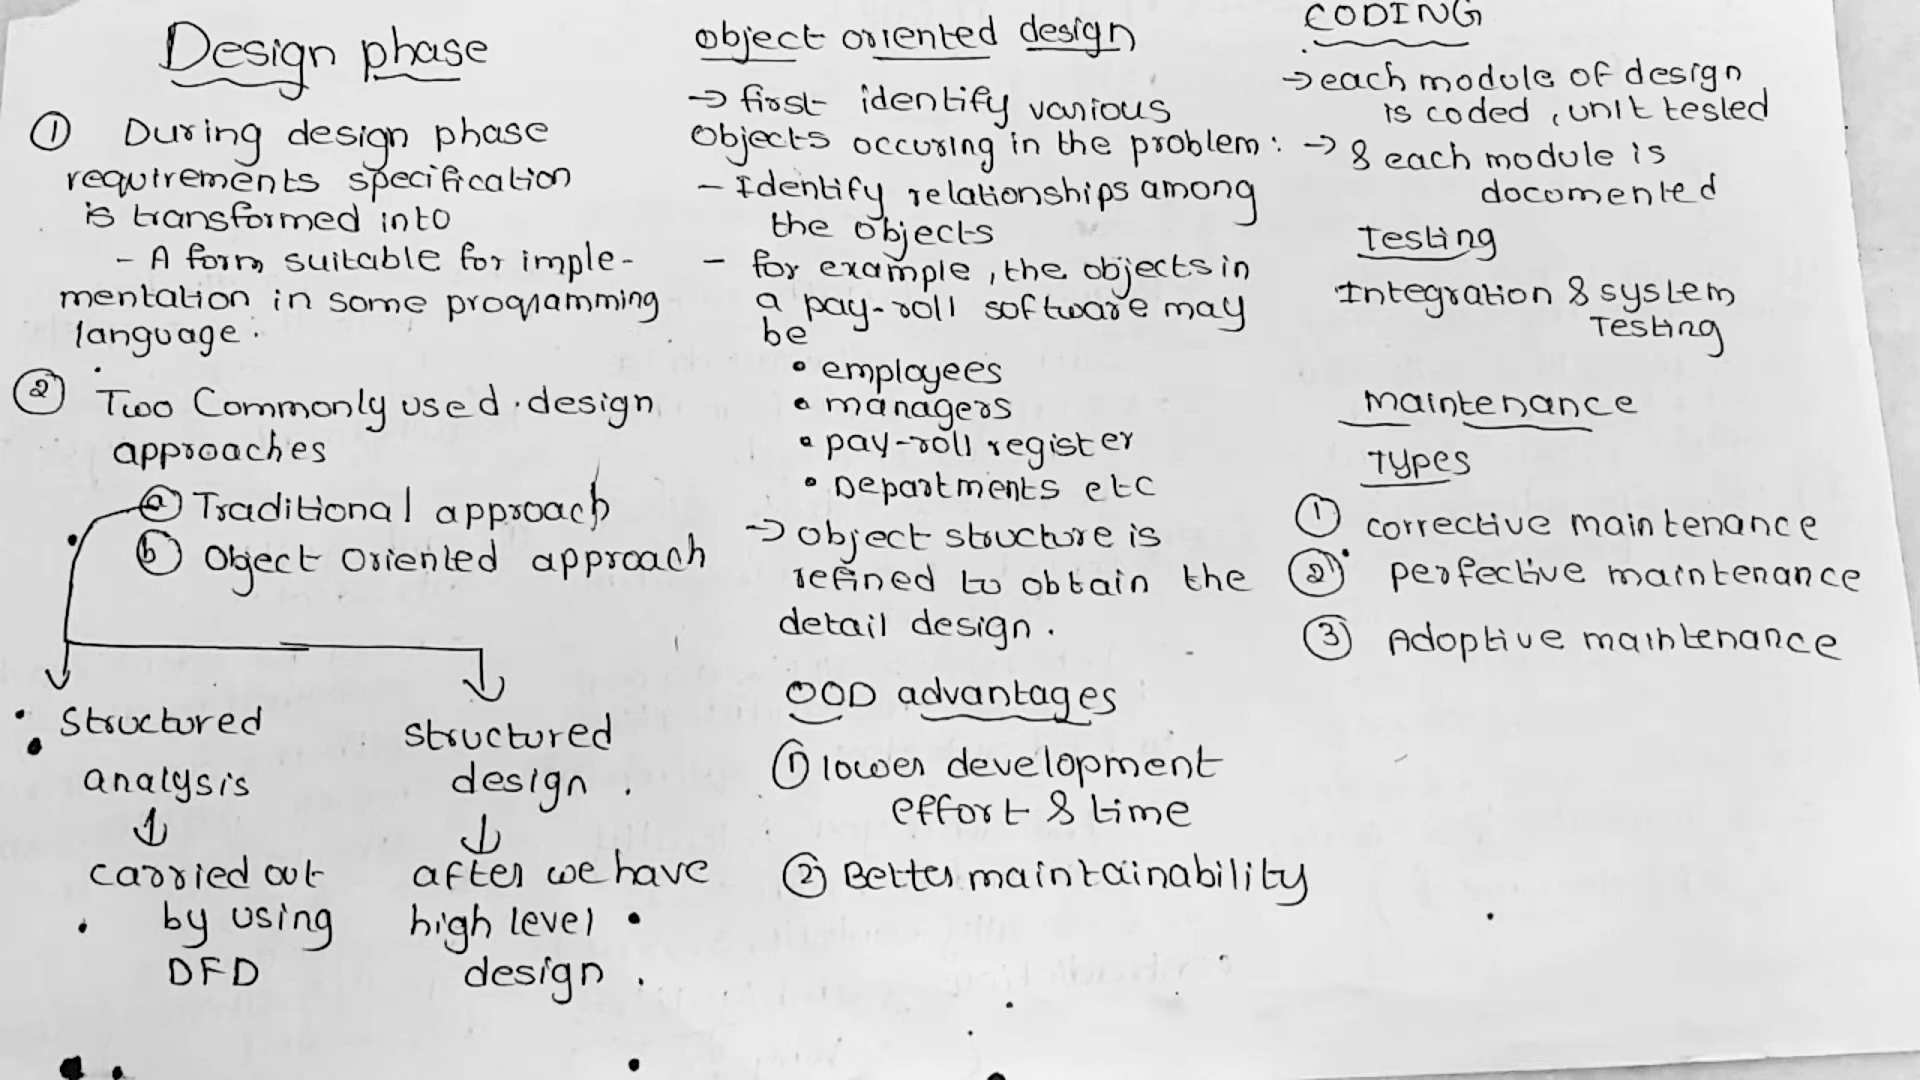 Design phase
① During design phase
requirements specification
is transformed into
- A form suitable for imple-
mentation in some programming
language.
② Two Commonly used design
approaches
ⓐ Traditional approach
ⓑ Object Oriented approach
Structured
analysis
↓
carried out
by using
DFD
structured
design.
↓
after we have
high level
design.
object oriented design
→ first identify various
objects occuring in the problem:
- Identify relationships among
the objects
- for example, the objects in
a pay-roll software may
be
• employees
• managers
• pay-roll register
• Departments etc
→ object structure is
refined to obtain the
detail design.
OOD advantages
① lower development
effort & time
② Better maintainability
CODING
→ each module of design
is coded, unit tested
→ & each module is
docomented
Testing
Integration & system
Testing
maintenance
Types
① corrective maintenance
② perfective maintenance
③ Adoptive maintenance